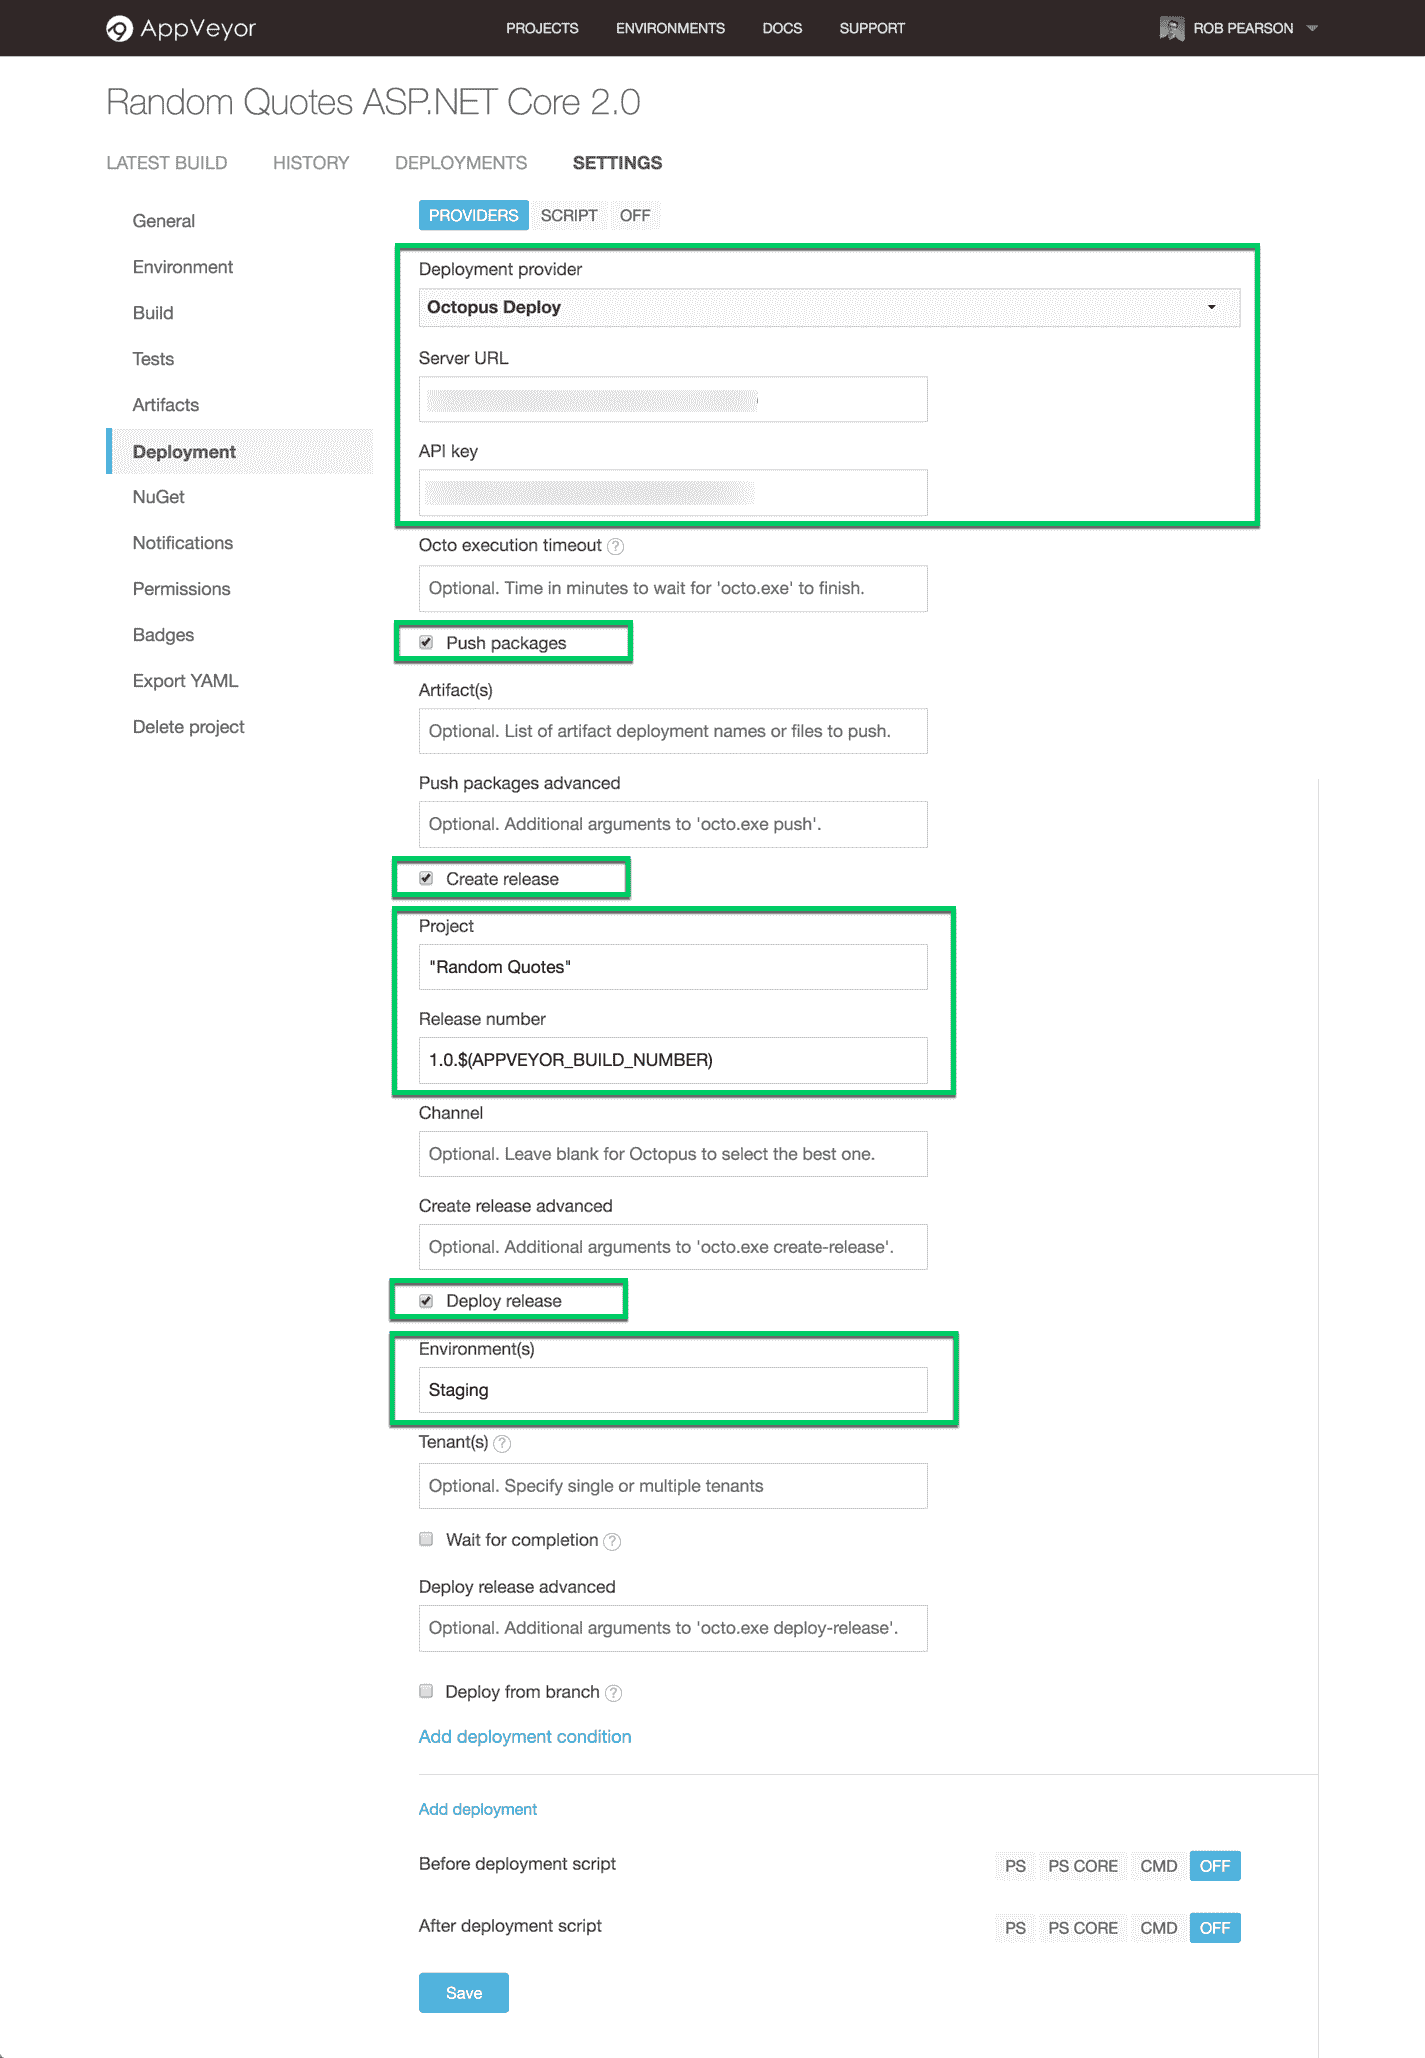 AppVeyor
PROJECTS ENVIRONMENTS DOCS SUPPORT
ROB PEARSON
Random Quotes ASP.NET Core 2.0
LATEST BUILD HISTORY DEPLOYMENTS SETTINGS
General
Environment
Build
Tests
Artifacts
Deployment
NuGet
Notifications
Permissions
Badges
Export YAML
Delete project
PROVIDERS SCRIPT OFF
Deployment provider
Octopus Deploy
Server URL
API key
Octo execution timeout ?
Optional. Time in minutes to wait for 'octo.exe' to finish.
Push packages
Artifact(s)
Optional. List of artifact deployment names or files to push.
Push packages advanced
Optional. Additional arguments to 'octo.exe push'.
Create release
Project
"Random Quotes"
Release number
1.0.$(APPVEYOR_BUILD_NUMBER)
Channel
Optional. Leave blank for Octopus to select the best one.
Create release advanced
Optional. Additional arguments to 'octo.exe create-release'.
Deploy release
Environment(s)
Staging
Tenant(s) ?
Optional. Specify single or multiple tenants
Wait for completion ?
Deploy release advanced
Optional. Additional arguments to 'octo.exe deploy-release'.
Deploy from branch ?
Add deployment condition
Add deployment
Before deployment script PS PS CORE CMD OFF
After deployment script PS PS CORE CMD OFF
Save